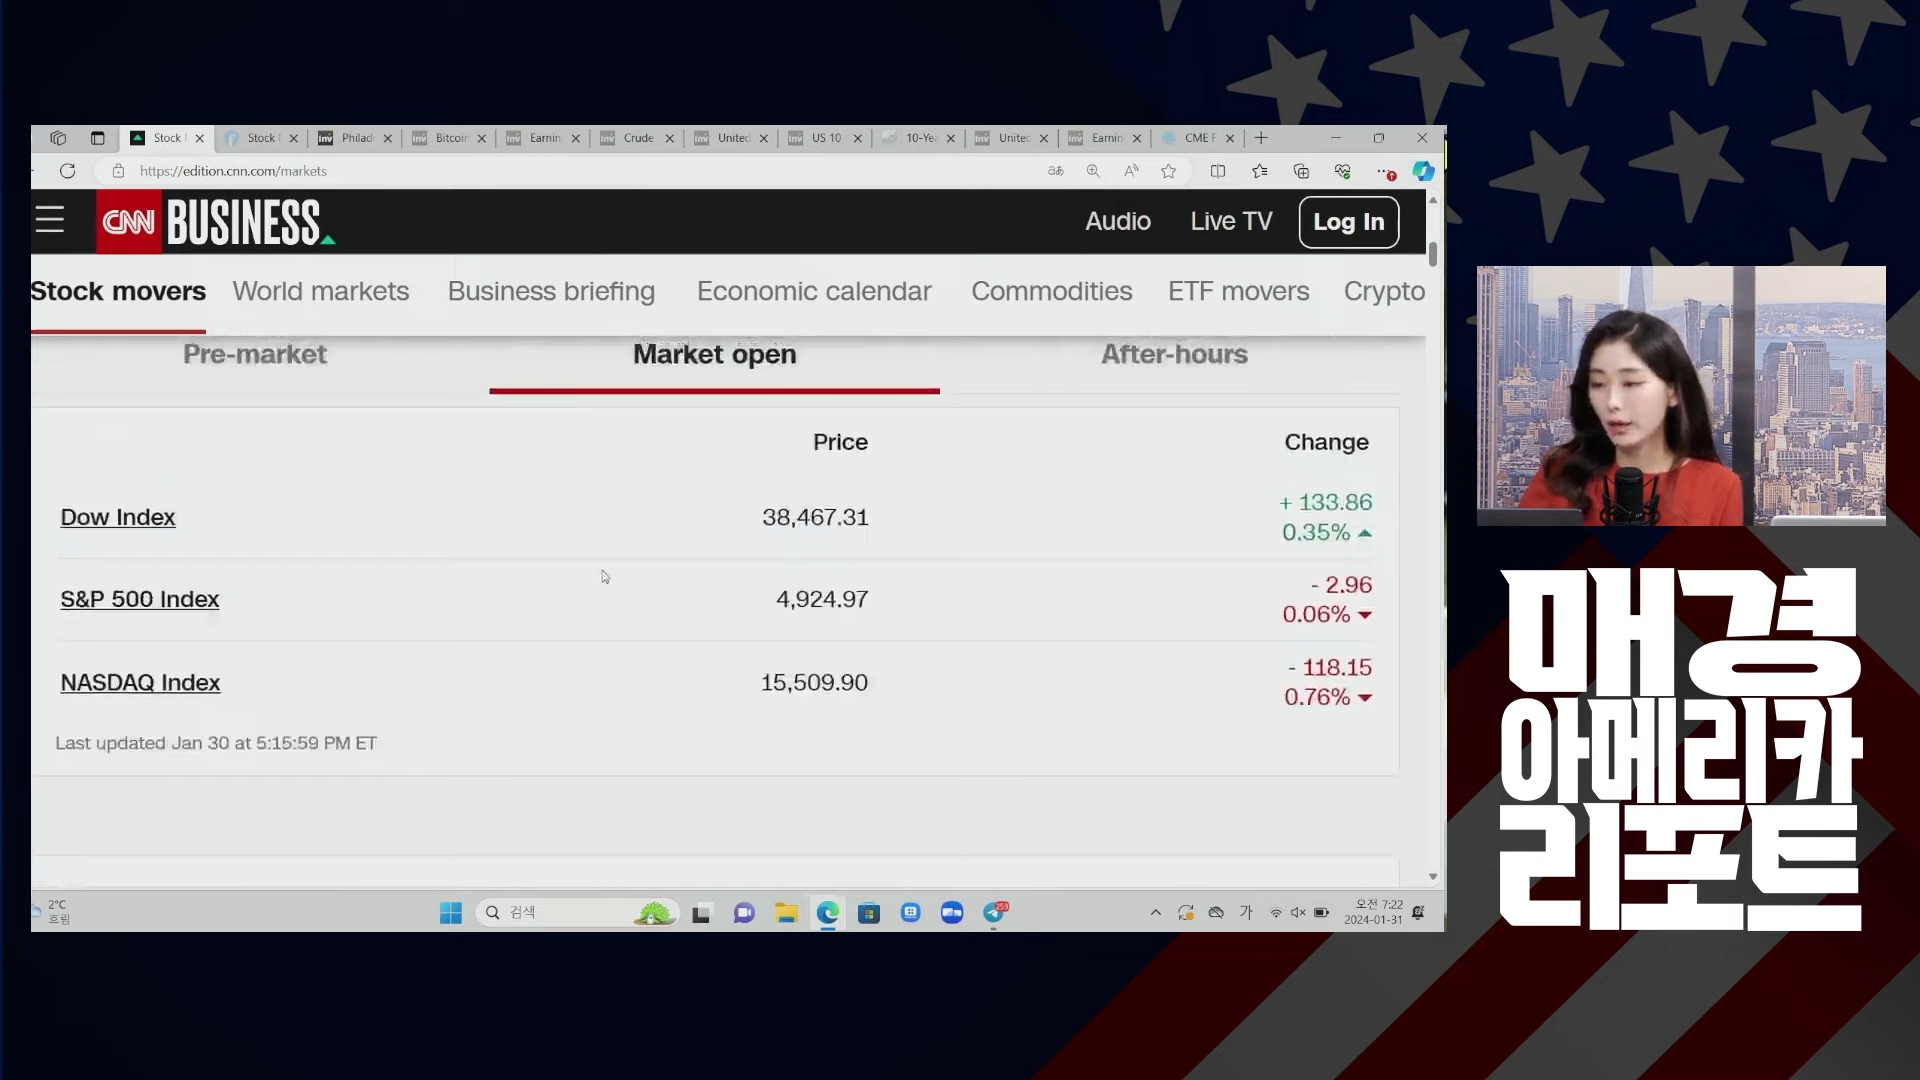 Stock
Stock
Philad
Bitcoin
Earnin
Crude
United
US 10
10-Yea
United
Earnin
CME F
https://edition.cnn.com/markets
CNN BUSINESS
Audio
Live TV
Log In
Stock movers
World markets
Business briefing
Economic calendar
Commodities
ETF movers
Crypto
Pre-market
Market open
After-hours
Price
Change
Dow Index
38,467.31
+ 133.86
0.35%
S&P 500 Index
4,924.97
- 2.96
0.06%
NASDAQ Index
15,509.90
- 118.15
0.76%
Last updated Jan 30 at 5:15:59 PM ET
2°C
흐림
검색
가
오전 7:22
2024-01-31
매경
아메리카
리포트